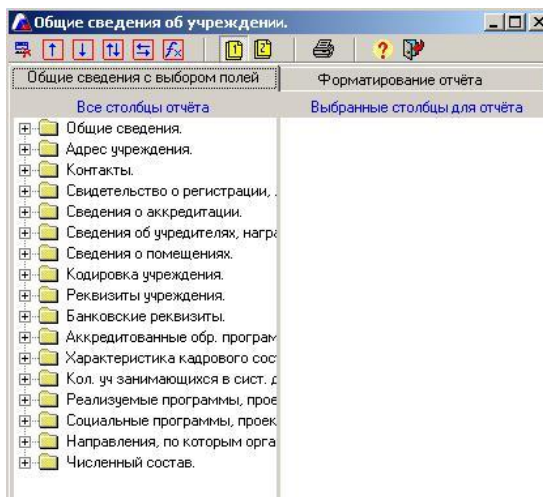 Общие сведения об учреждении.
1 2 ?
Общие сведения с выбором полей Форматирование отчёта
Все столбцы отчёта Выбранные столбцы для отчёта
Общие сведения.
Адрес учреждения.
Контакты.
Свидетельство о регистрации, .
Сведения о аккредитации.
Сведения об учредителях, награ
Сведения о помещениях.
Кодировка учреждения.
Реквизиты учреждения.
Банковские реквизиты.
Аккредитованные обр. програм
Характеристика кадрового сос
Кол. уч занимающихся в сист. д
Реализуемые программы, прое
Социальные программы, проек
Направления, по которым орга
Численный состав.